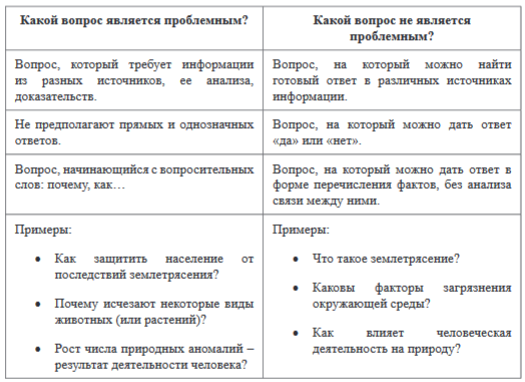 Какой вопрос является проблемным?
Какой вопрос не является
проблемным?
Вопрос, который требует информации
из разных источников, ее анализа,
доказательств.
Вопрос, на который можно найти
готовый ответ в различных источниках
информации.
Не предполагают прямых и однозначных
ответов.
Вопрос, на который можно дать ответ
«да» или «нет».
Вопрос, начинающийся с вопросительных
слов: почему, как…
Вопрос, на который можно дать ответ в
форме перечисления фактов, без анализа
связи между ними.
Примеры:
• Как защитить население от
последствий землетрясения?
• Почему исчезают некоторые виды
животных (или растений)?
• Рост числа природных аномалий –
результат деятельности человека?
Примеры:
• Что такое землетрясение?
• Каковы факторы загрязнения
окружающей среды?
• Как влияет человеческая
деятельность на природу?